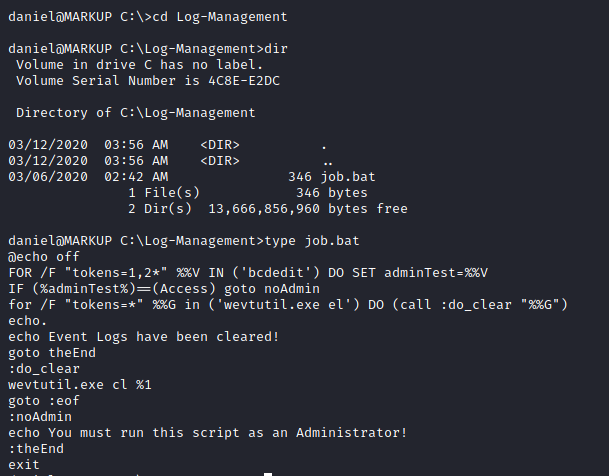 daniel@MARKUP C:\>cd Log-Management
daniel@MARKUP C:\Log-Management>dir
 Volume in drive C has no label.
 Volume Serial Number is 4C8E-E2DC
 Directory of C:\Log-Management
03/12/2020  03:56 AM    <DIR>          .
03/12/2020  03:56 AM    <DIR>          ..
03/06/2020  02:42 AM               346 job.bat
               1 File(s)            346 bytes
               2 Dir(s)  13,666,856,960 bytes free
daniel@MARKUP C:\Log-Management>type job.bat
@echo off
FOR /F "tokens=1,2*" %%V IN ('bcdedit') DO SET adminTest=%%V
IF (%adminTest%)==(Access) goto noAdmin
for /F "tokens=*" %%G in ('wevtutil.exe el') DO (call :do_clear "%%G")
echo.
echo Event Logs have been cleared!
goto theEnd
:do_clear
wevtutil.exe cl %1
goto :eof
:noAdmin
echo You must run this script as an Administrator!
:theEnd
exit